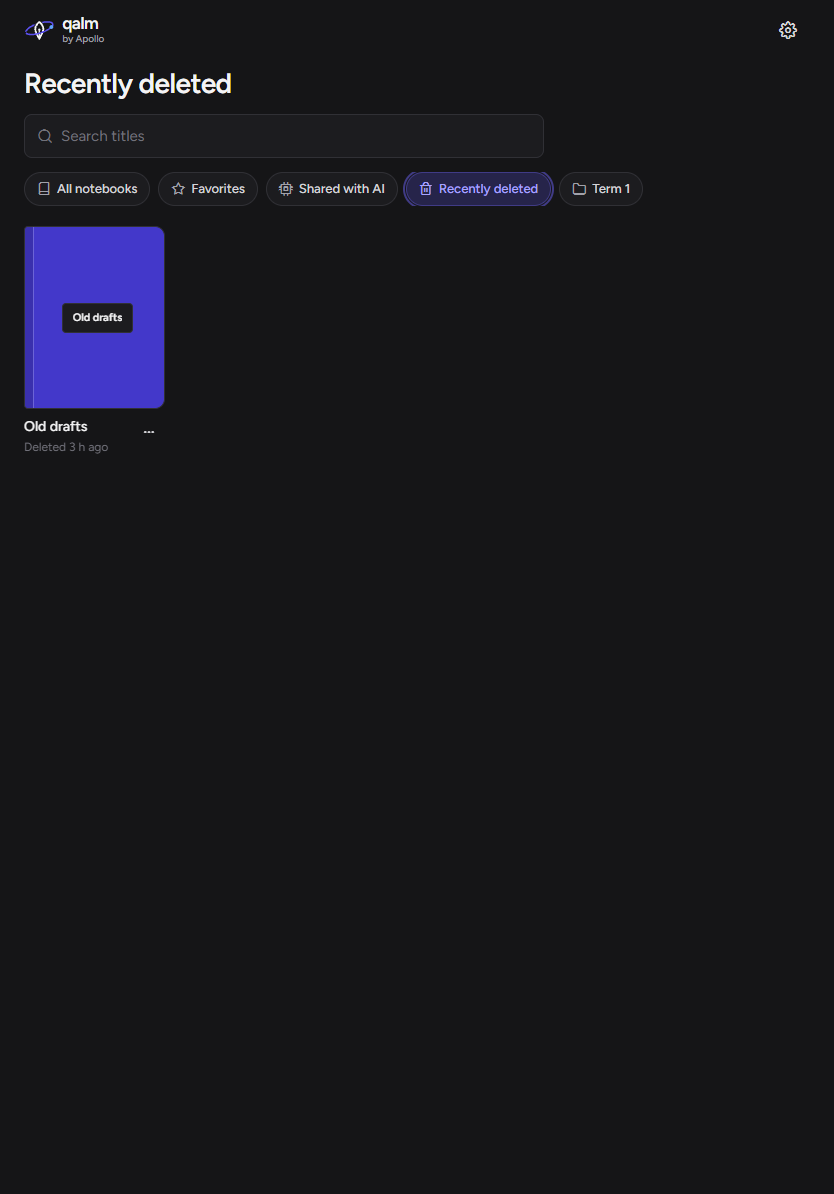 qalm
by Apollo
Recently deleted
Search titles
All notebooks
Favorites
Shared with AI
Recently deleted
Term 1
Old drafts
Old drafts
...
Deleted 3 h ago